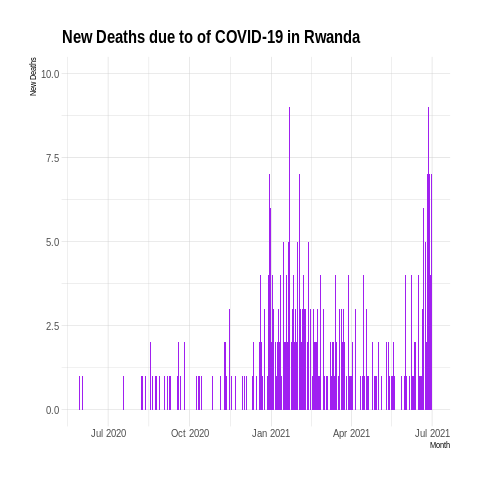 New Deaths due to of COVID-19 in Rwanda
New Deaths
10.0
7.5
5.0
2.5
0.0
Jul 2020 Oct 2020 Jan 2021 Apr 2021 Jul 2021
Month